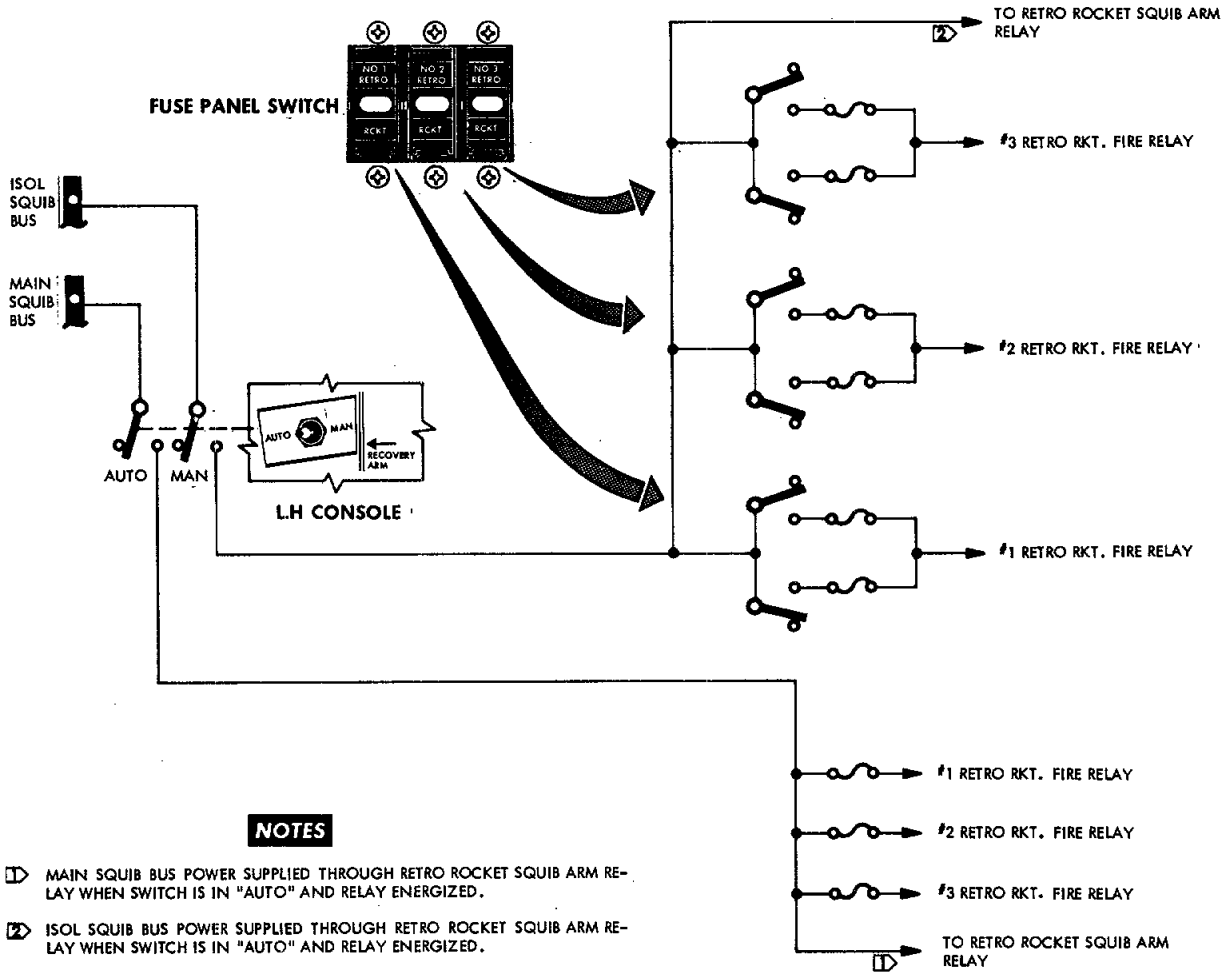 TO RETRO ROCKET SQUIB ARM
RELAY
2
NO 1
RETRO
RCKT
NO 2
RETRO
RCKT
NO 3
RETRO
RCKT
FUSE PANEL SWITCH
#3 RETRO RKT. FIRE RELAY
ISOL
SQUIB
BUS
MAIN
SQUIB
BUS
#2 RETRO RKT. FIRE RELAY
AUTO
MAN
RECOVERY
ARM
AUTO
MAN
L.H CONSOLE
#1 RETRO RKT. FIRE RELAY
#1 RETRO RKT. FIRE RELAY
#2 RETRO RKT. FIRE RELAY
#3 RETRO RKT. FIRE RELAY
TO RETRO ROCKET SQUIB ARM
RELAY
1
NOTES
1 MAIN SQUIB BUS POWER SUPPLIED THROUGH RETRO ROCKET SQUIB ARM RE-
LAY WHEN SWITCH IS IN "AUTO" AND RELAY ENERGIZED.
2 ISOL SQUIB BUS POWER SUPPLIED THROUGH RETRO ROCKET SQUIB ARM RE-
LAY WHEN SWITCH IS IN "AUTO" AND RELAY ENERGIZED.